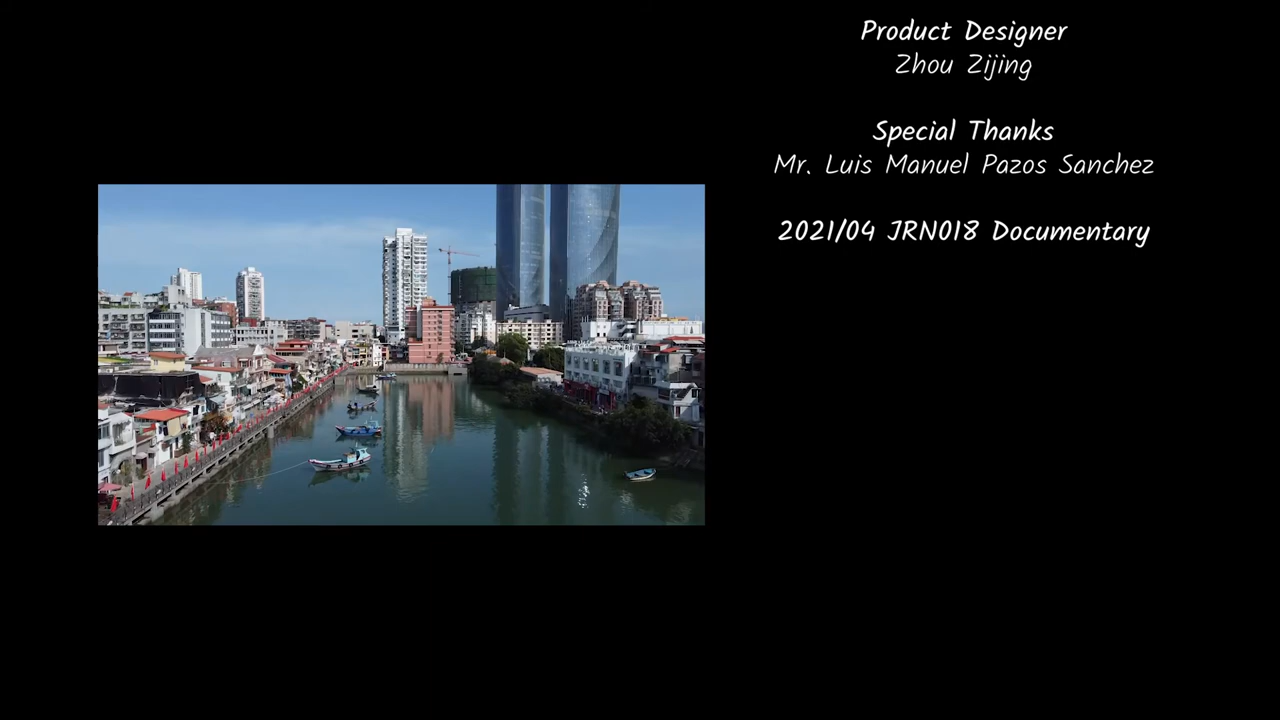 Product Designer
Zhou Zijing
Special Thanks
Mr. Luis Manuel Pazos Sanchez
2021/04 JRN018 Documentary